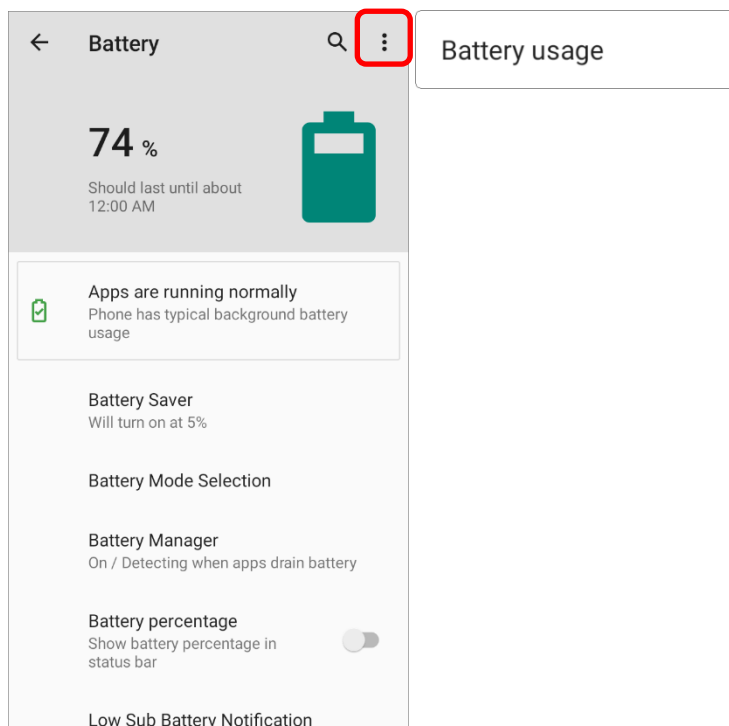 Battery
Battery usage
74 %
Should last until about
12:00 AM
Apps are running normally
Phone has typical background battery
usage
Battery Saver
Will turn on at 5%
Battery Mode Selection
Battery Manager
On / Detecting when apps drain battery
Battery percentage
Show battery percentage in
status bar
Low Sub Battery Notification